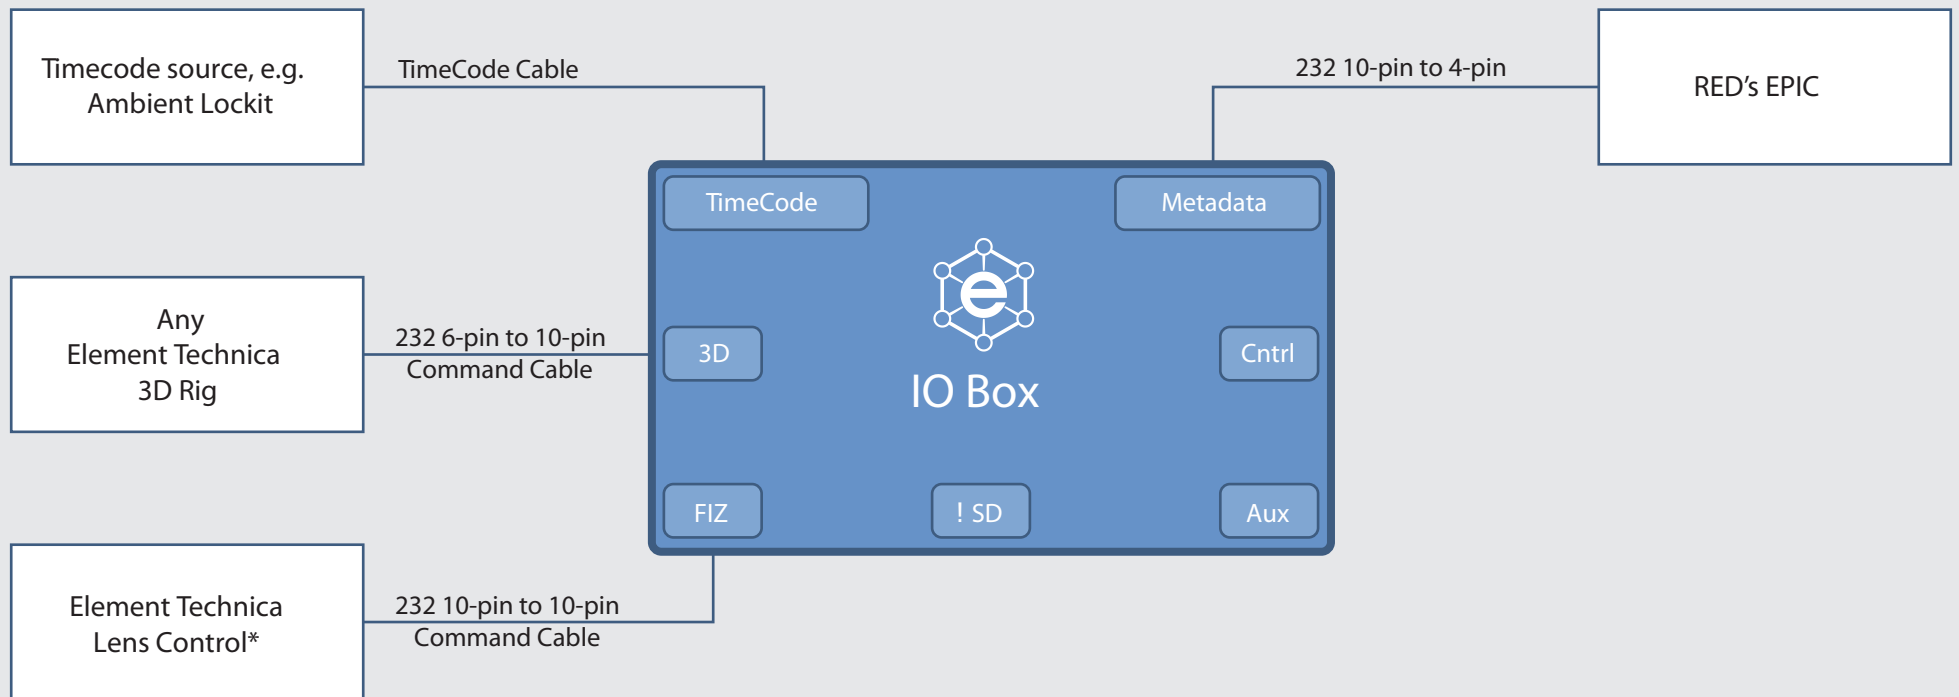 Timecode source, e.g.
Ambient Lockit
TimeCode Cable
232 10-pin to 4-pin
RED's EPIC
TimeCode
Metadata
Any
Element Technica
3D Rig
232 6-pin to 10-pin
Command Cable
3D
e
Cntrl
IO Box
FIZ
! SD
Aux
Element Technica
Lens Control*
232 10-pin to 10-pin
Command Cable